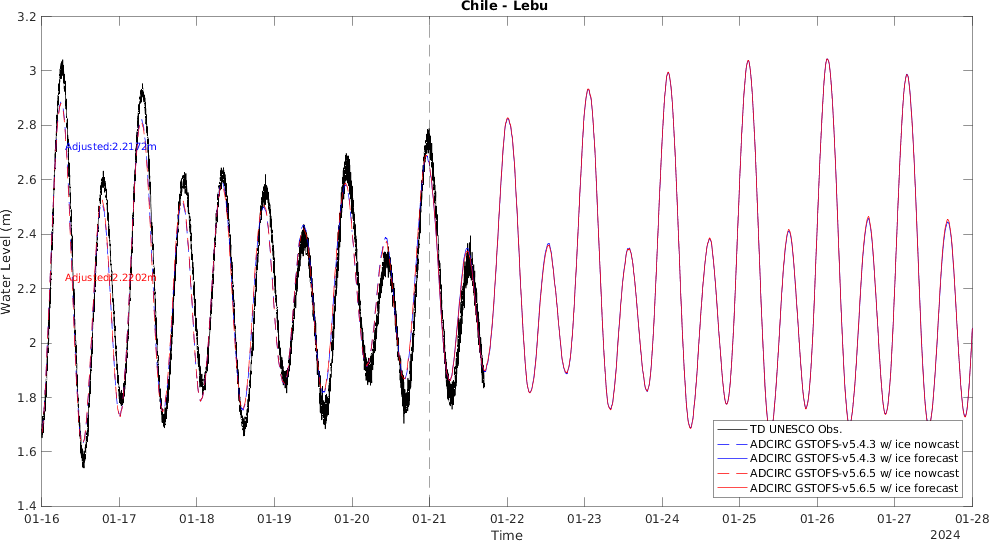 Chile - Lebu
3.2
3
2.8
2.6
2.4
2.2
2
1.8
1.6
1.4
Water Level (m)
Adjusted:2.2172m
Adjusted:2.2202m
TD UNESCO Obs.
ADCIRC GSTOFS-v5.4.3 w/ ice nowcast
ADCIRC GSTOFS-v5.4.3 w/ ice forecast
ADCIRC GSTOFS-v5.6.5 w/ ice nowcast
ADCIRC GSTOFS-v5.6.5 w/ ice forecast
01-16 01-17 01-18 01-19 01-20 01-21 01-22 01-23 01-24 01-25 01-26 01-27 01-28
Time
2024